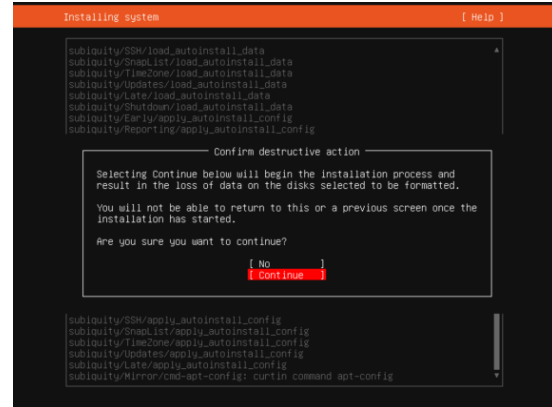 Installing system [ Help ]
subiquity/SSH/load_autoinstall_data
subiquity/SnapList/load_autoinstall_data
subiquity/TimeZone/load_autoinstall_data
subiquity/Updates/load_autoinstall_data
subiquity/Late/load_autoinstall_data
subiquity/Shutdown/load_autoinstall_data
subiquity/Early/apply_autoinstall_config
subiquity/Reporting/apply_autoinstall_config
Confirm destructive action
Selecting Continue below will begin the installation process and
result in the loss of data on the disks selected to be formatted.
You will not be able to return to this or a previous screen once the
installation has started.
Are you sure you want to continue?
[ No ]
[ Continue ]
subiquity/SSH/apply_autoinstall_config
subiquity/SnapList/apply_autoinstall_config
subiquity/TimeZone/apply_autoinstall_config
subiquity/Updates/apply_autoinstall_config
subiquity/Late/apply_autoinstall_config
subiquity/Mirror/cmd-apt-config: curtin command apt-config